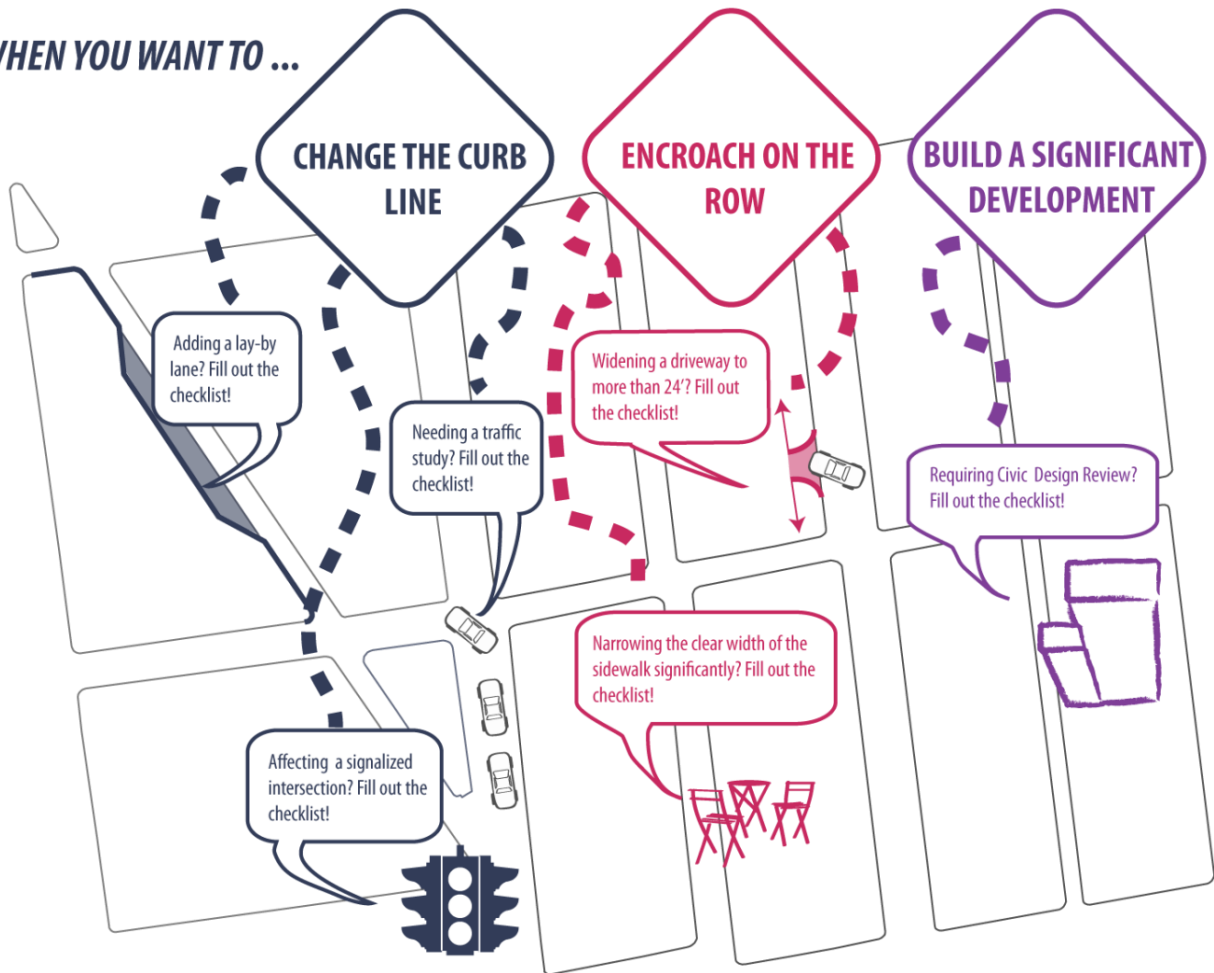 WHEN YOU WANT TO ...
CHANGE THE CURB
LINE
ENCROACH ON THE
ROW
BUILD A SIGNIFICANT
DEVELOPMENT
Adding a lay-by
lane? Fill out the
checklist!
Needing a traffic
study? Fill out the
checklist!
Widening a driveway to
more than 24'? Fill out
the checklist!
Requiring Civic Design Review?
Fill out the checklist!
Affecting a signalized
intersection? Fill out the
checklist!
Narrowing the clear width of the
sidewalk significantly? Fill out the
checklist!